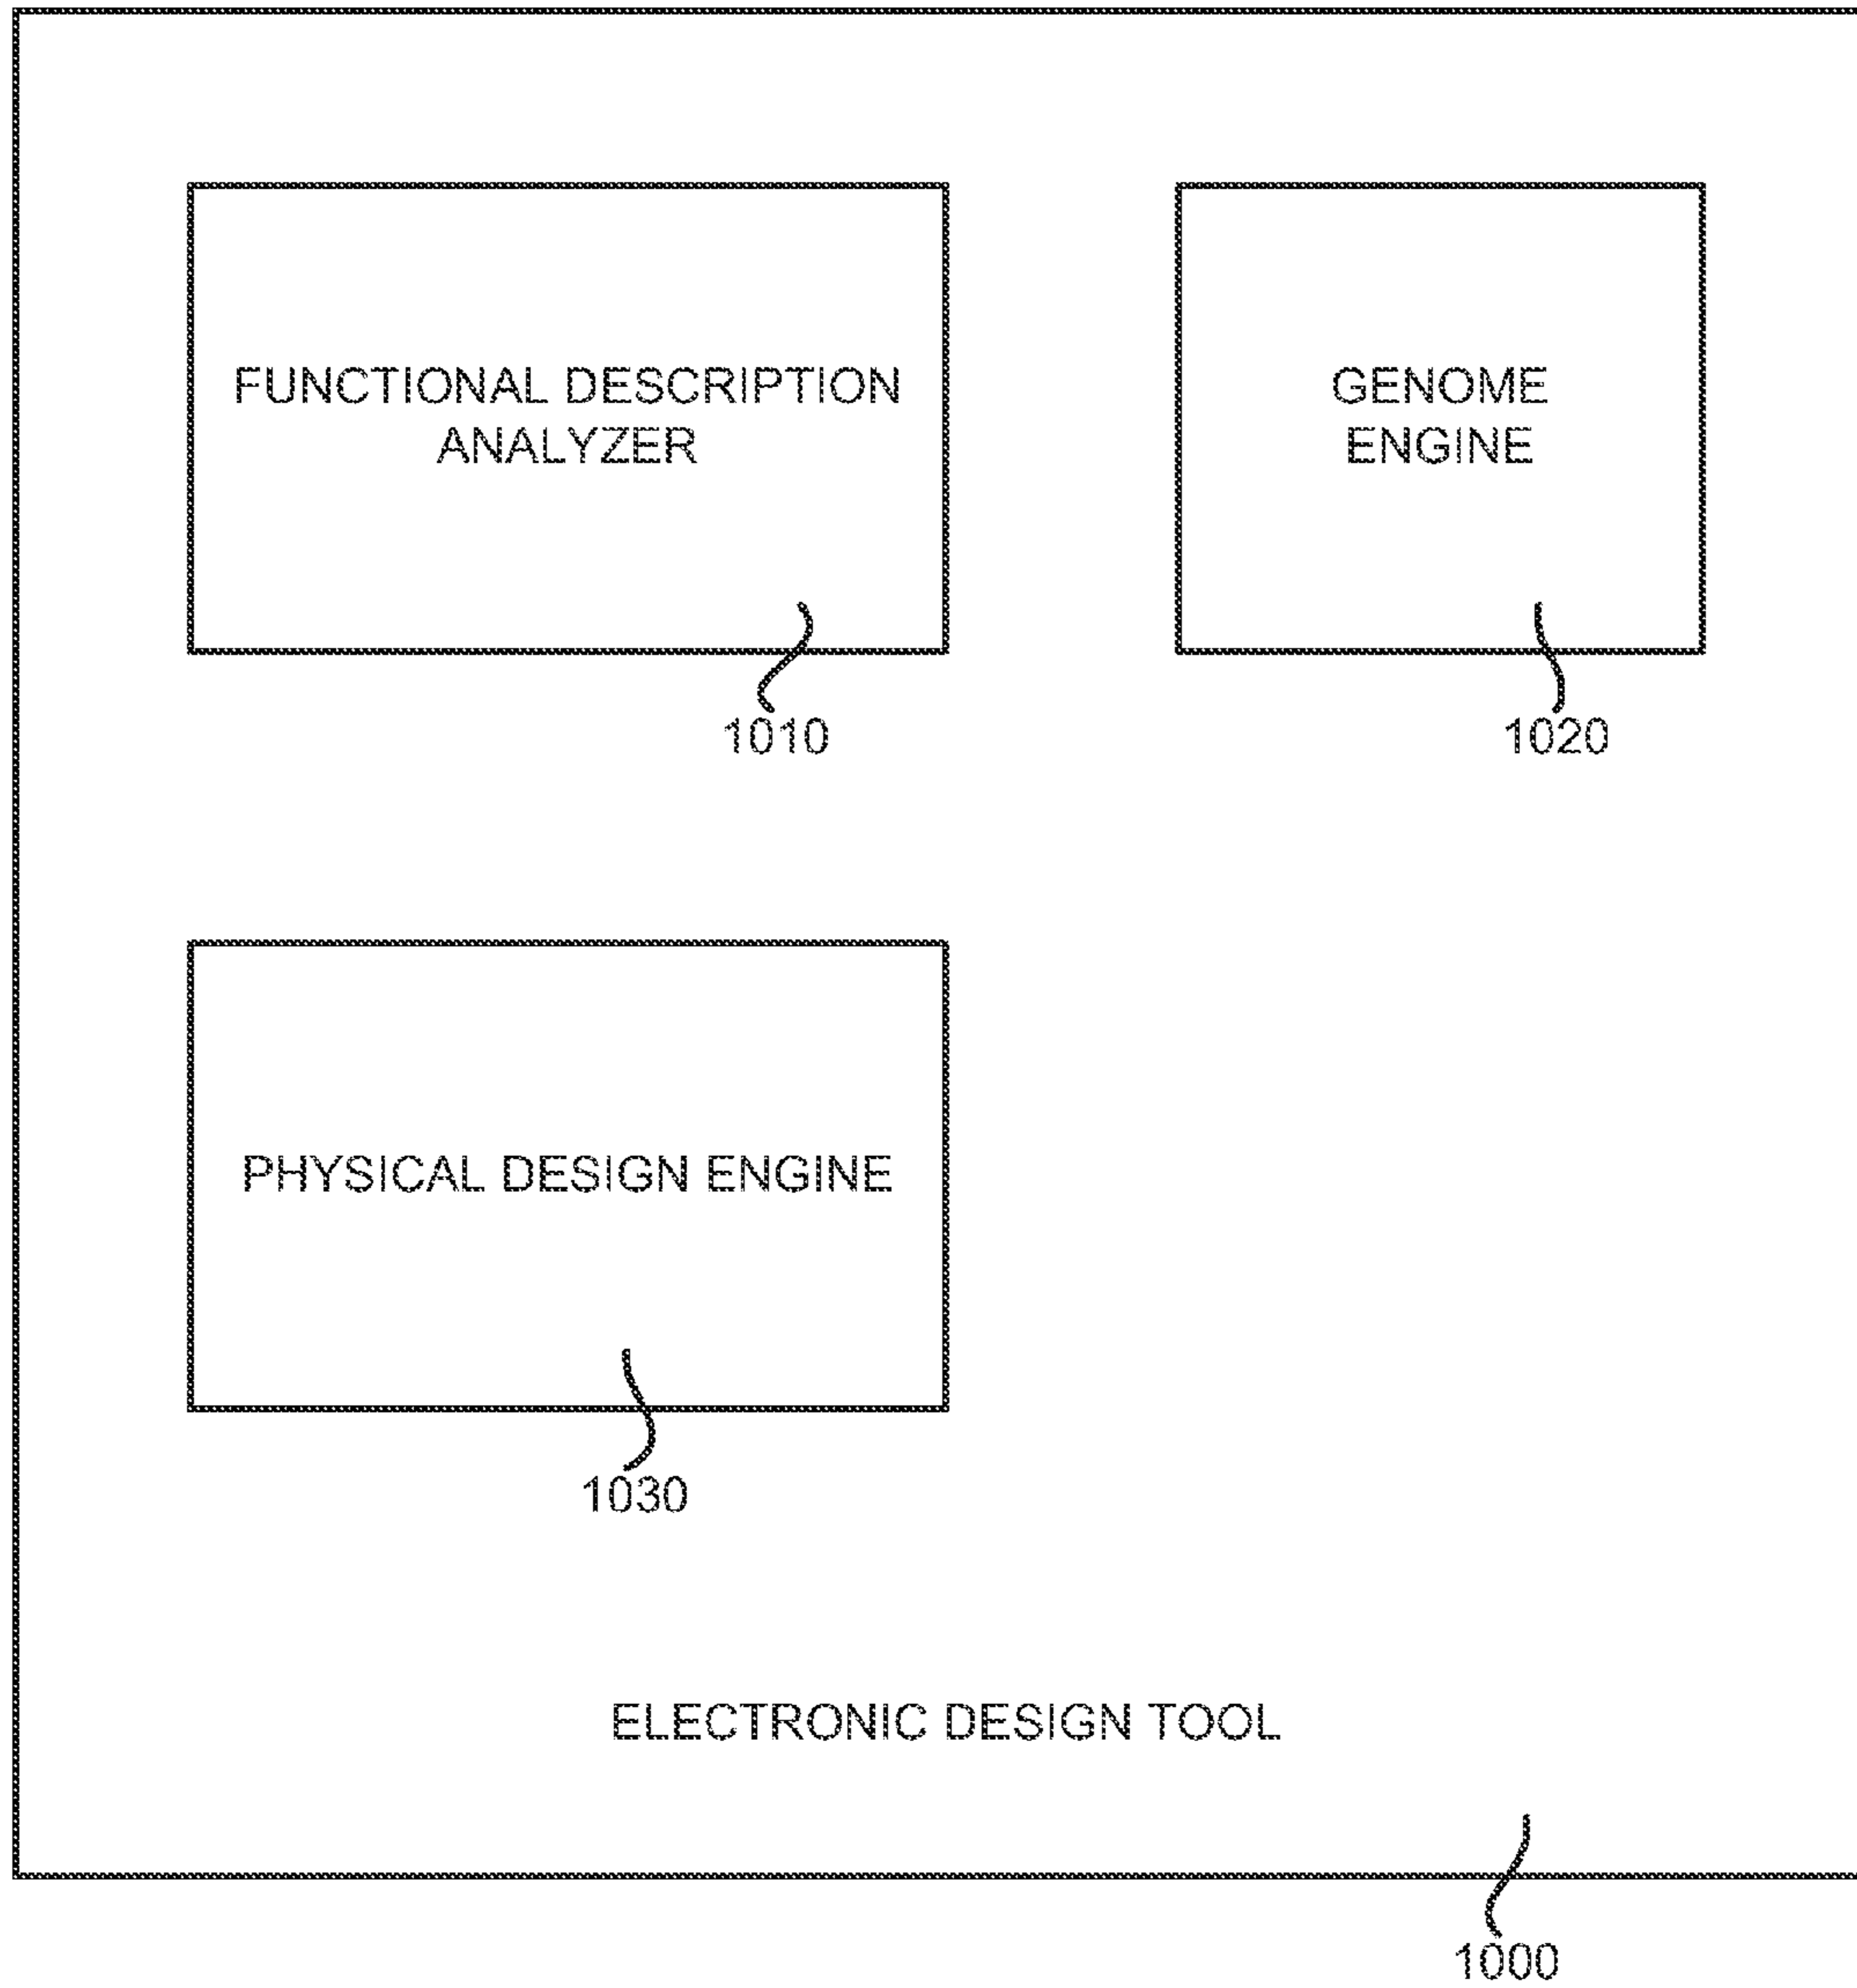 FUNCTIONAL DESCRIPTION
ANALYZER
1010
GENOME
ENGINE
1020
PHYSICAL DESIGN ENGINE
1030
ELECTRONIC DESIGN TOOL
1000